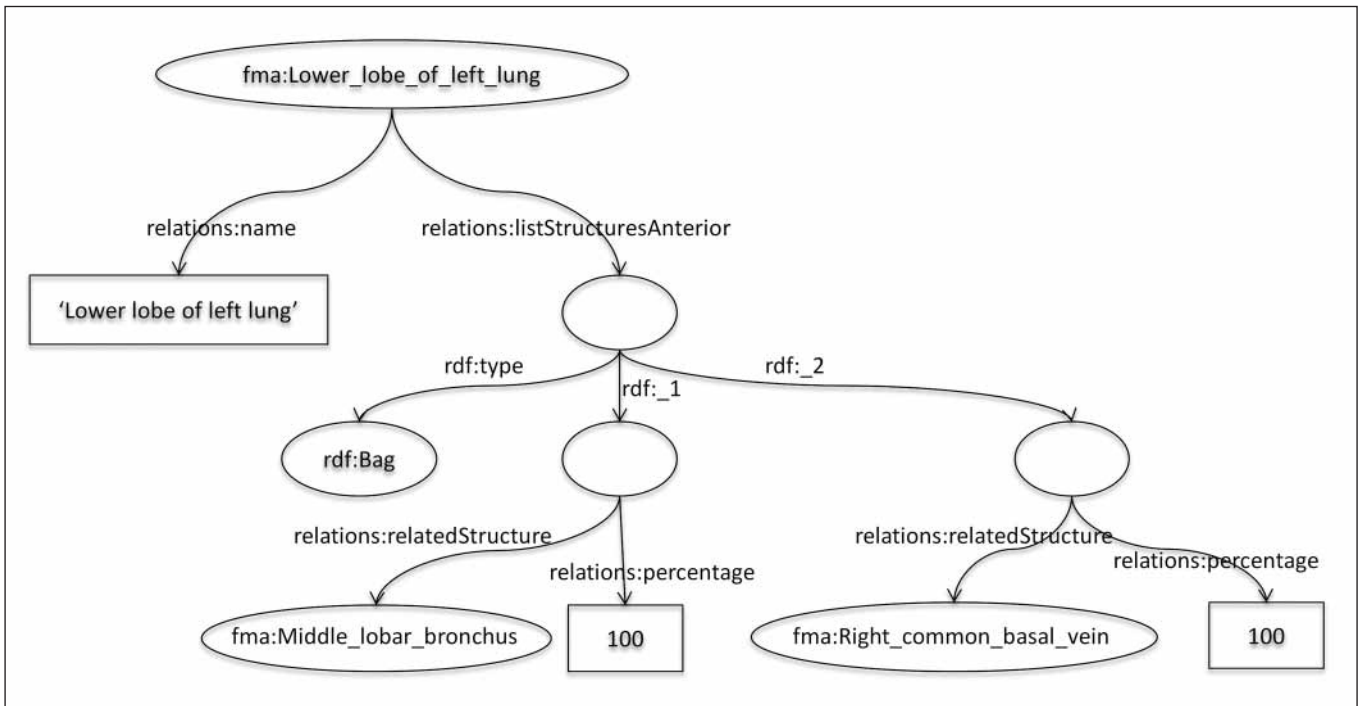 fma:Lower_lobe_of_left_lung
relations:name
relations:listStructuresAnterior
‘Lower lobe of left lung’
rdf:type
rdf:_1
rdf:_2
rdf:Bag
relations:relatedStructure
relations:percentage
relations:relatedStructure
relations:percentage
fma:Middle_lobar_bronchus
100
fma:Right_common_basal_vein
100